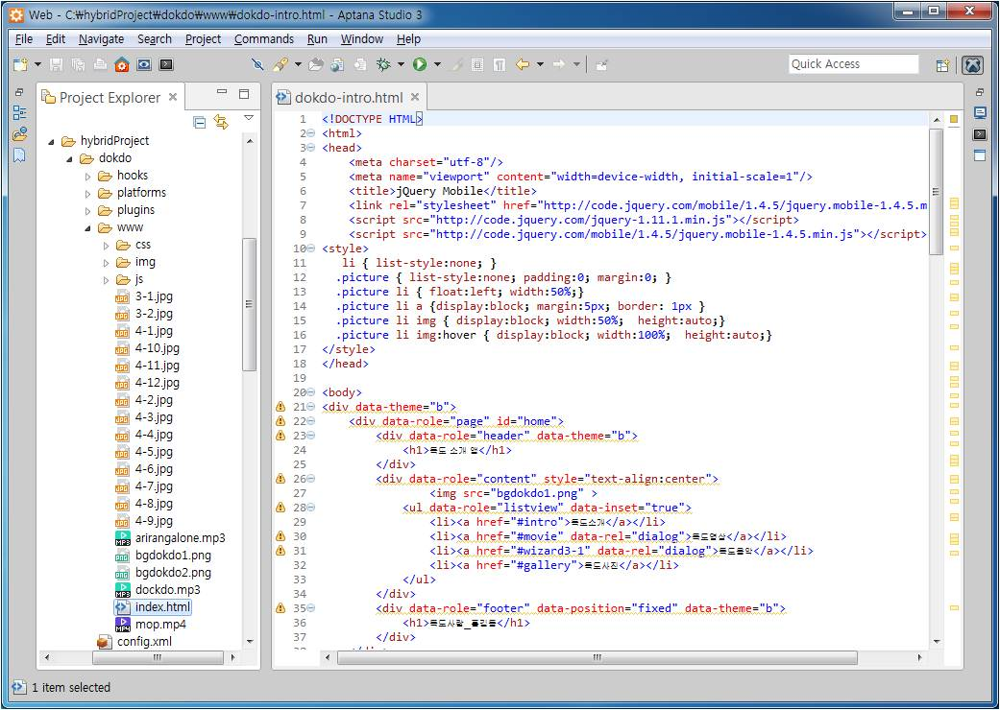 Web - C:₩hybridProject₩dokdo₩www₩dokdo-intro.html - Aptana Studio 3
File Edit Navigate Search Project Commands Run Window Help
Quick Access
Project Explorer
dokdo-intro.html
hybridProject
dokdo
hooks
platforms
plugins
www
css
img
js
3-1.jpg
3-2.jpg
4-1.jpg
4-10.jpg
4-11.jpg
4-12.jpg
4-2.jpg
4-3.jpg
4-4.jpg
4-5.jpg
4-6.jpg
4-7.jpg
4-8.jpg
4-9.jpg
arirangalone.mp3
bgdokdo1.png
bgdokdo2.png
dockdo.mp3
index.html
mop.mp4
config.xml
1 <!DOCTYPE HTML>
2 <html>
3 <head>
4 <meta charset="utf-8"/>
5 <meta name="viewport" content="width=device-width, initial-scale=1"/>
6 <title>jQuery Mobile</title>
7 <link rel="stylesheet" href="http://code.jquery.com/mobile/1.4.5/jquery.mobile-1.4.5.m
8 <script src="http://code.jquery.com/jquery-1.11.1.min.js"></script>
9 <script src="http://code.jquery.com/mobile/1.4.5/jquery.mobile-1.4.5.min.js"></script>
10 <style>
11 li { list-style:none; }
12 .picture { list-style:none; padding:0; margin:0; }
13 .picture li { float:left; width:50%;}
14 .picture li a {display:block; margin:5px; border: 1px }
15 .picture li img { display:block; width:50%; height:auto;}
16 .picture li img:hover { display:block; width:100%; height:auto;}
17 </style>
18 </head>
19
20 <body>
21 <div data-theme="b">
22 <div data-role="page" id="home">
23 <div data-role="header" data-theme="b">
24 <h1>독도 소개 앱</h1>
25 </div>
26 <div data-role="content" style="text-align:center">
27 <img src="bgdokdo1.png" >
28 <ul data-role="listview" data-inset="true">
29 <li><a href="#intro">독도소개</a></li>
30 <li><a href="#movie" data-rel="dialog">독도영상</a></li>
31 <li><a href="#wizard3-1" data-rel="dialog">독도음악</a></li>
32 <li><a href="#gallery">독도사진</a></li>
33 </ul>
34 </div>
35 <div data-role="footer" data-position="fixed" data-theme="b">
36 <h1></h1>
37 </div>
1 item selected